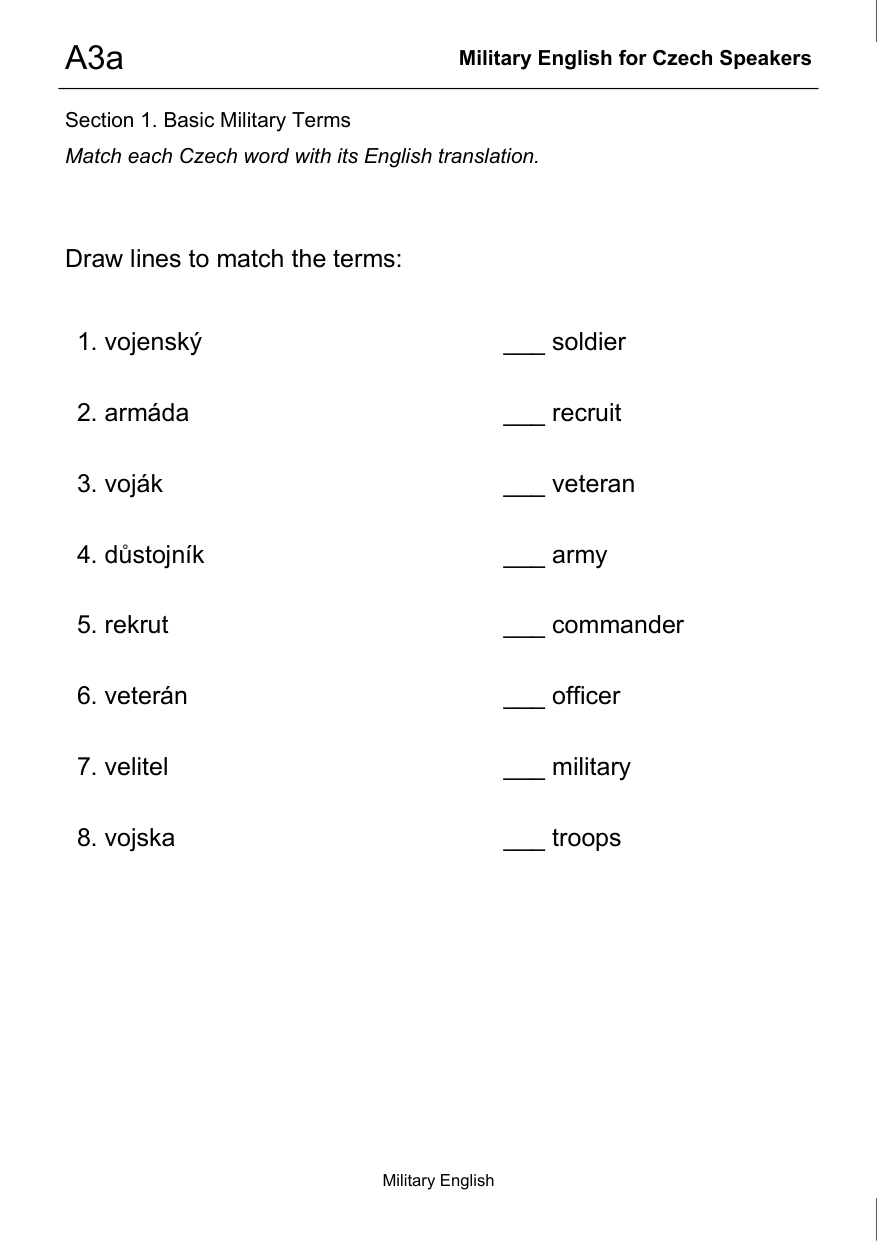 A3a
Military English for Czech Speakers
Section 1. Basic Military Terms
Match each Czech word with its English translation.
Draw lines to match the terms:
1. vojenský ___ soldier
2. armáda ___ recruit
3. voják ___ veteran
4. důstojník ___ army
5. rekrut ___ commander
6. veterán ___ officer
7. velitel ___ military
8. vojska ___ troops
Military English